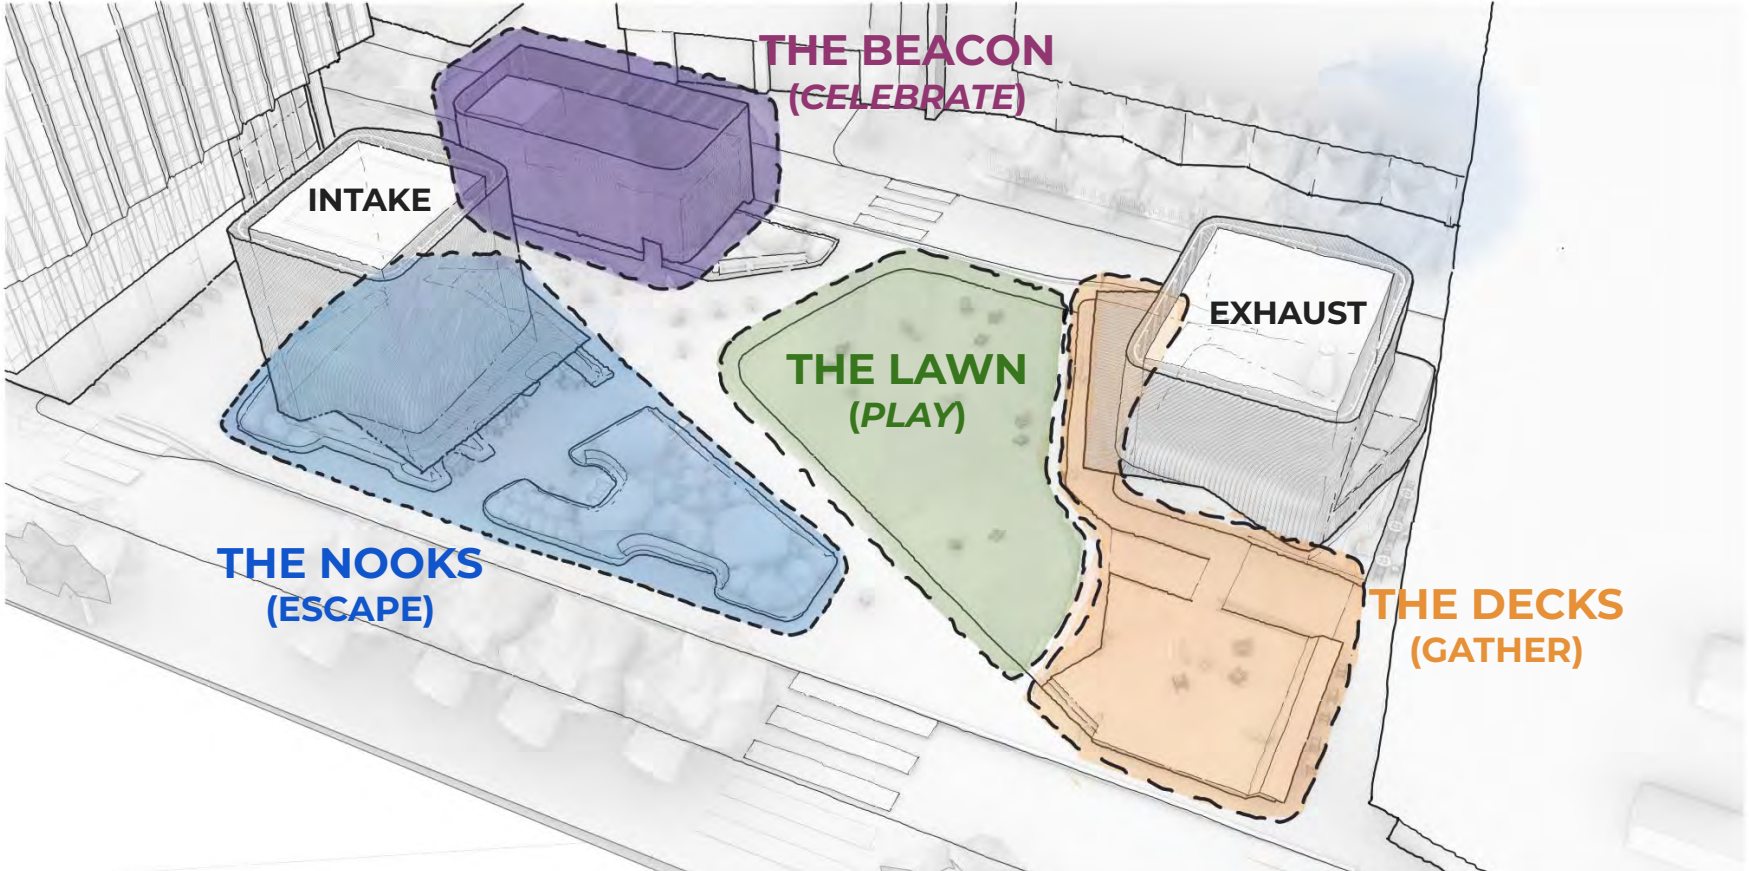 THE BEACON
(CELEBRATE)
INTAKE
EXHAUST
THE LAWN
(PLAY)
THE NOOKS
(ESCAPE)
THE DECKS
(GATHER)